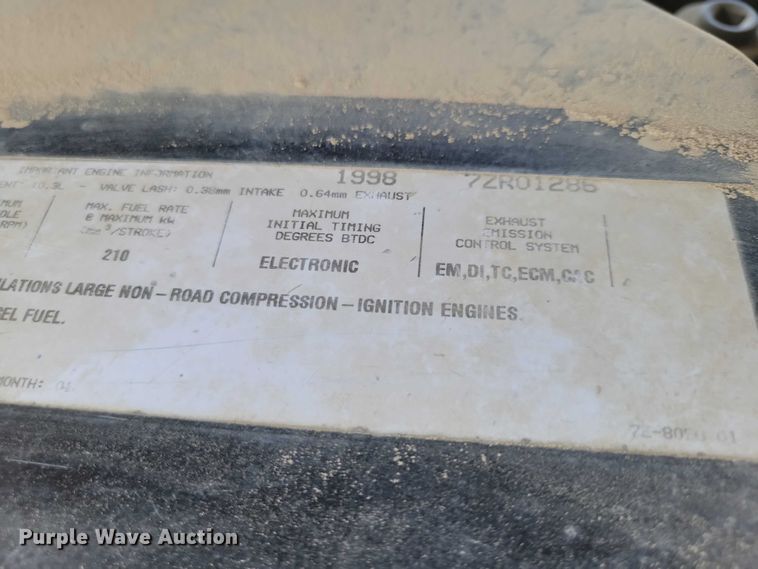 IMPORTANT ENGINE INFORMATION 1998 7ZR01286
10.3L - VALVE LASH: 0.38mm INTAKE 0.64mm EXHAUST
MAX. FUEL RATE
@ MAXIMUM kW
(mm³/STROKE)
210
MAXIMUM
INITIAL TIMING
DEGREES BTDC
ELECTRONIC
EXHAUST
EMISSION
CONTROL SYSTEM
EM,DI,TC,ECM,CAC
LATIONS LARGE NON-ROAD COMPRESSION-IGNITION ENGINES.
EL FUEL.
MONTH:
Purple Wave Auction